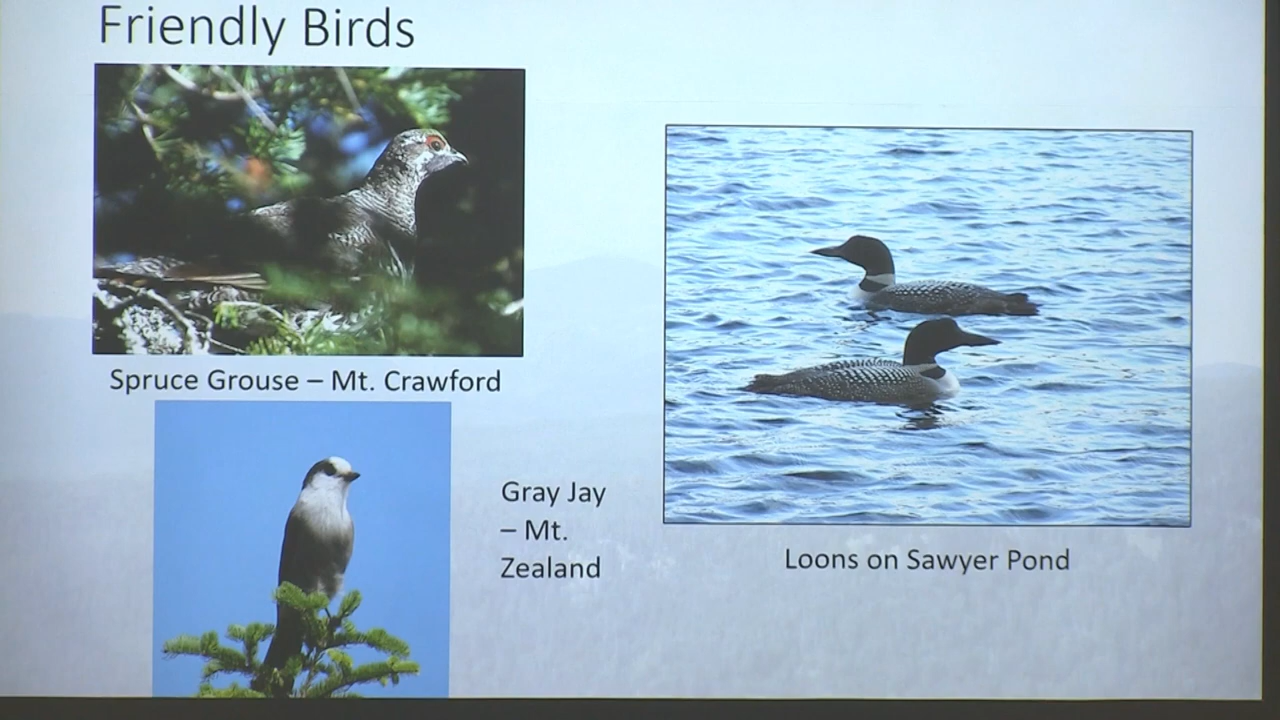 Friendly Birds
Spruce Grouse – Mt. Crawford
Gray Jay
– Mt.
Zealand
Loons on Sawyer Pond